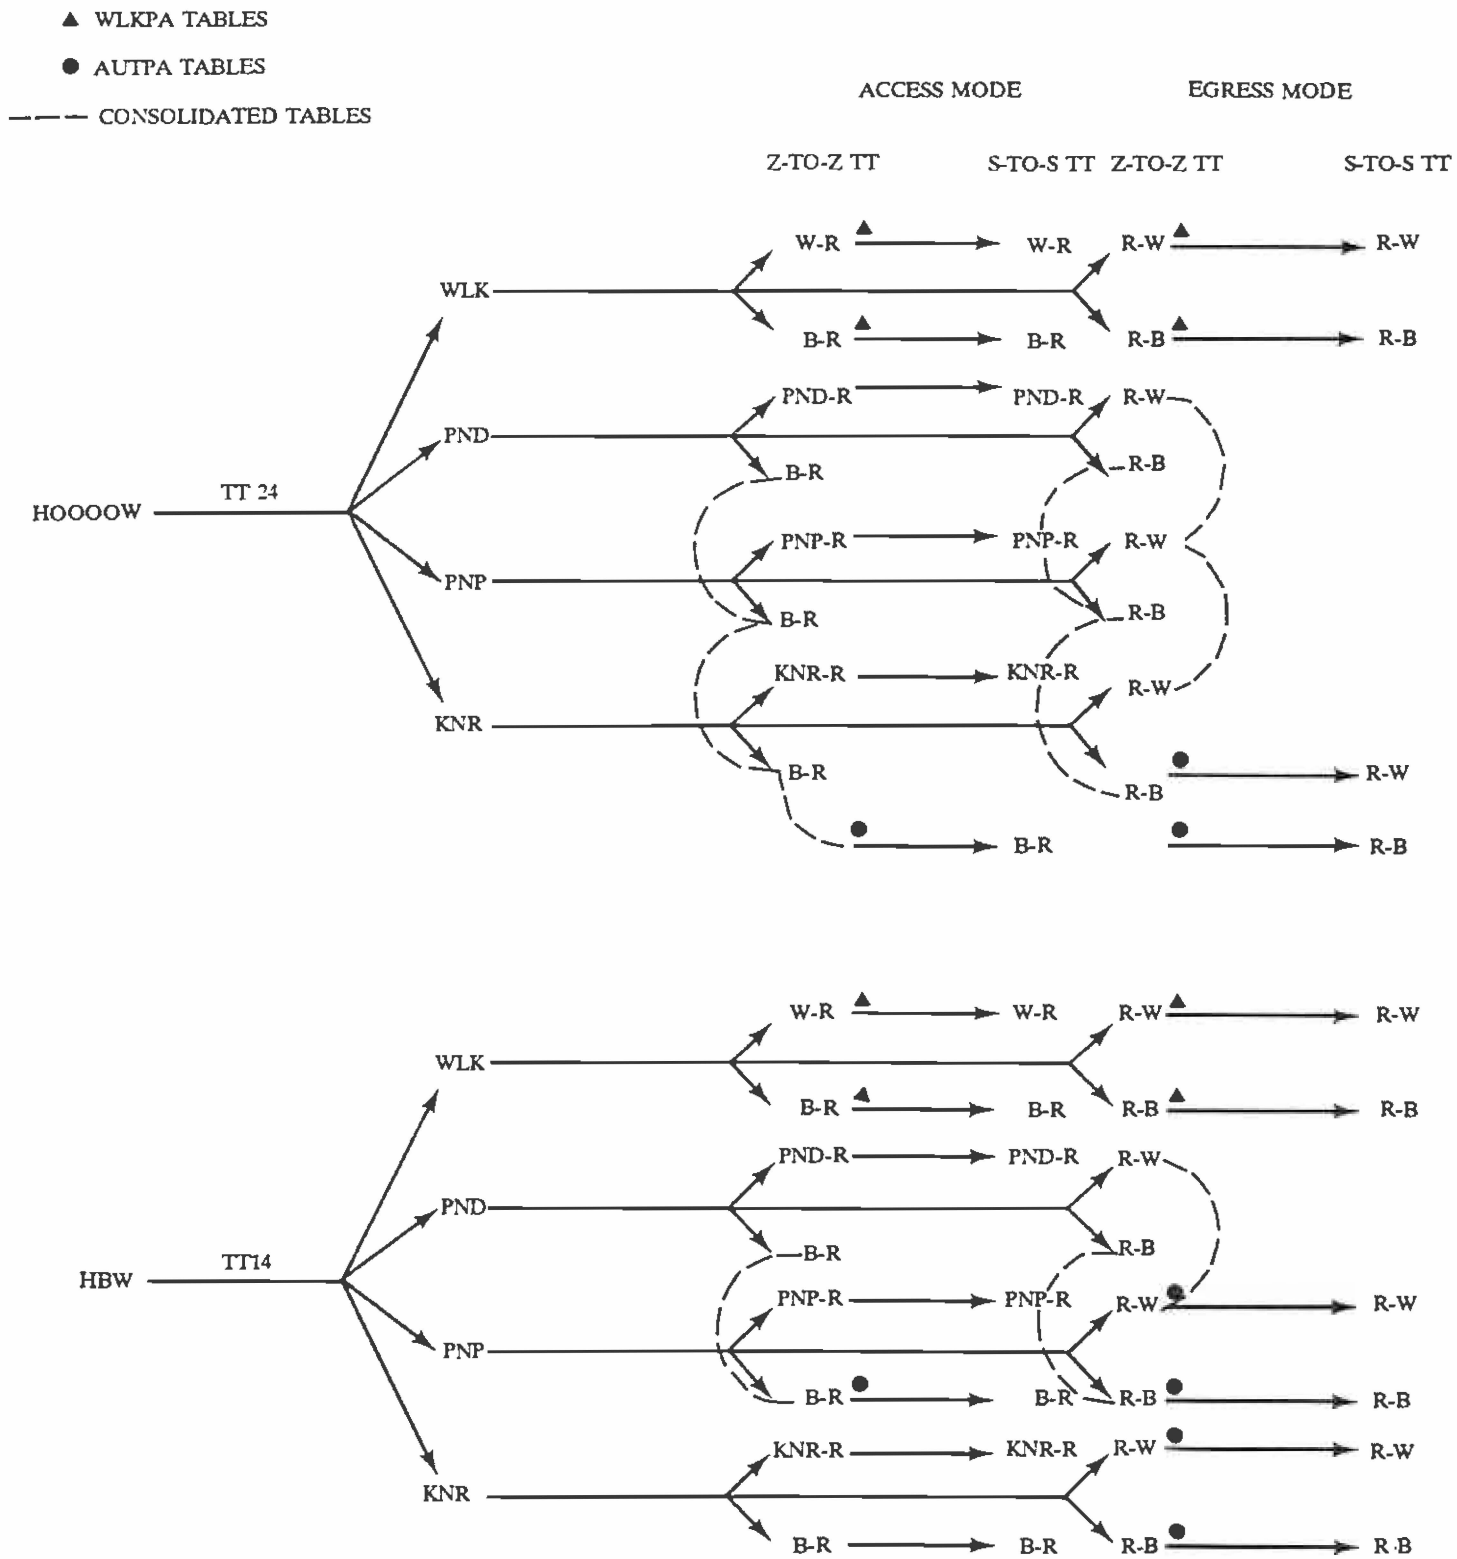 WLKPA TABLES
AUTPA TABLES
CONSOLIDATED TABLES
ACCESS MODE EGRESS MODE
Z-TO-Z TT S-TO-S TT Z-TO-Z TT S-TO-S TT
W-R W-R R-W R-W
WLK
B-R B-R R-B R-B
PND-R PND-R R-W
PND
B-R R-B
TT 24
HOOOOW
PNP-R PNP-R R-W
PNP
B-R R-B
KNR-R KNR-R R-W
KNR
B-R R-W
R-B
B-R R-B
W-R W-R R-W R-W
WLK
B-R B-R R-B R-B
PND-R PND-R R-W
PND
B-R R-B
TT14
HBW
PNP-R PNP-R R-W R-W
PNP
B-R B-R R-B R-B
KNR-R KNR-R R-W R-W
KNR
B-R B-R R-B R-B